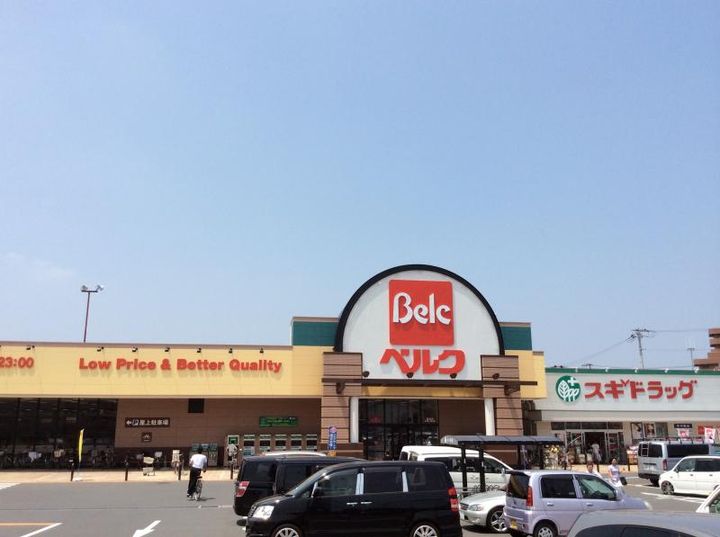 Belc
ベルク
23:00
Low Price & Better Quality
スギドラッグ
屋上駐車場